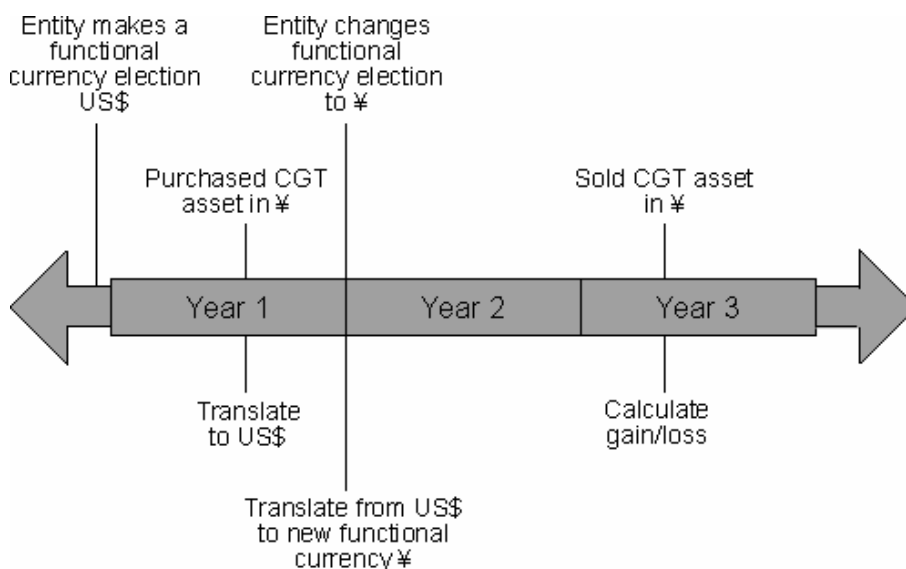 Entity makes a
functional
currency election
US$
Entity changes
functional
currency election
to ¥
Purchased CGT
asset in ¥
Sold CGT asset
in ¥
Year 1
Year 2
Year 3
Translate
to US$
Calculate
gain/loss
Translate from US$
to new functional
currency ¥